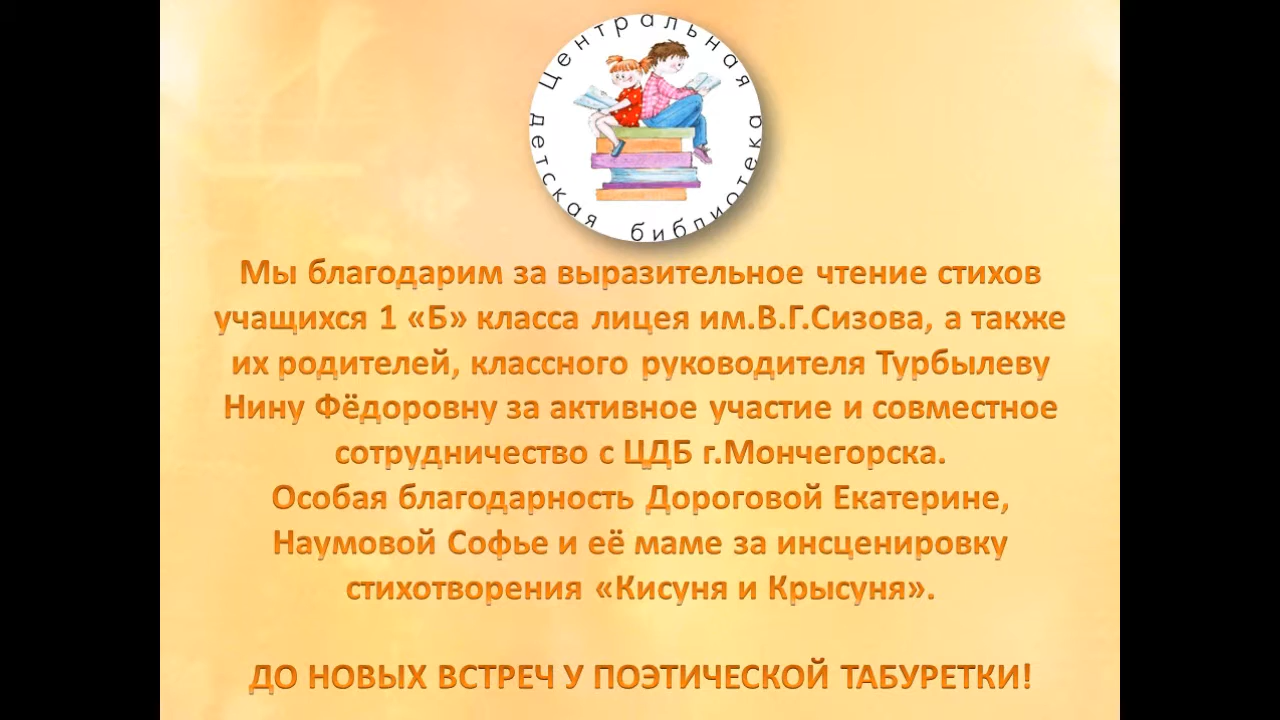 Центральная
детская библиотека
Мы благодарим за выразительное чтение стихов
учащихся 1 «Б» класса лицея им.В.Г.Сизова, а также
их родителей, классного руководителя Турбылеву
Нину Фёдоровну за активное участие и совместное
сотрудничество с ЦДБ г.Мончегорска.
Особая благодарность Дороговой Екатерине,
Наумовой Софье и её маме за инсценировку
стихотворения «Кисуня и Крысуня».
ДО НОВЫХ ВСТРЕЧ У ПОЭТИЧЕСКОЙ ТАБУРЕТКИ!